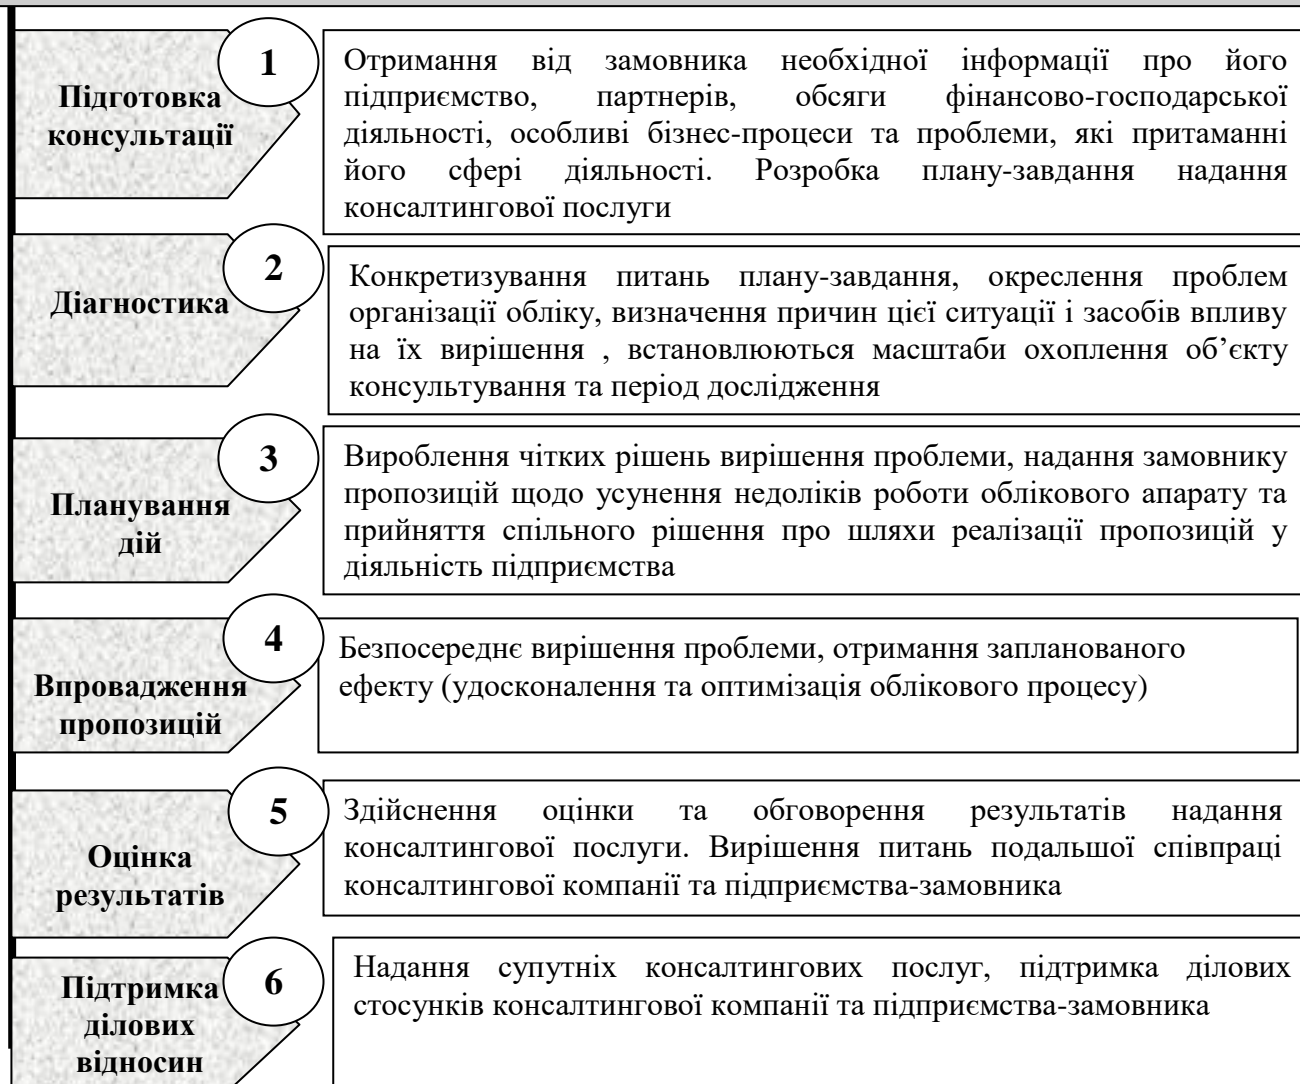 1
Підготовка
консультації
Отримання від замовника необхідної інформації про його
підприємство, партнерів, обсяги фінансово-господарської
діяльності, особливі бізнес-процеси та проблеми, які притаманні
його сфері діяльності. Розробка плану-завдання надання
консалтингової послуги
2
Діагностика
Конкретизування питань плану-завдання, окреслення проблем
організації обліку, визначення причин цієї ситуації і засобів впливу
на їх вирішення , встановлюються масштаби охоплення об’єкту
консультування та період дослідження
3
Планування
дій
Вироблення чітких рішень вирішення проблеми, надання замовнику
пропозицій щодо усунення недоліків роботи облікового апарату та
прийняття спільного рішення про шляхи реалізації пропозицій у
діяльність підприємства
4
Впровадження
пропозицій
Безпосереднє вирішення проблеми, отримання запланованого
ефекту (удосконалення та оптимізація облікового процесу)
5
Оцінка
результатів
Здійснення оцінки та обговорення результатів надання
консалтингової послуги. Вирішення питань подальшої співпраці
консалтингової компанії та підприємства-замовника
6
Підтримка
ділових
відносин
Надання супутніх консалтингових послуг, підтримка ділових
стосунків консалтингової компанії та підприємства-замовника